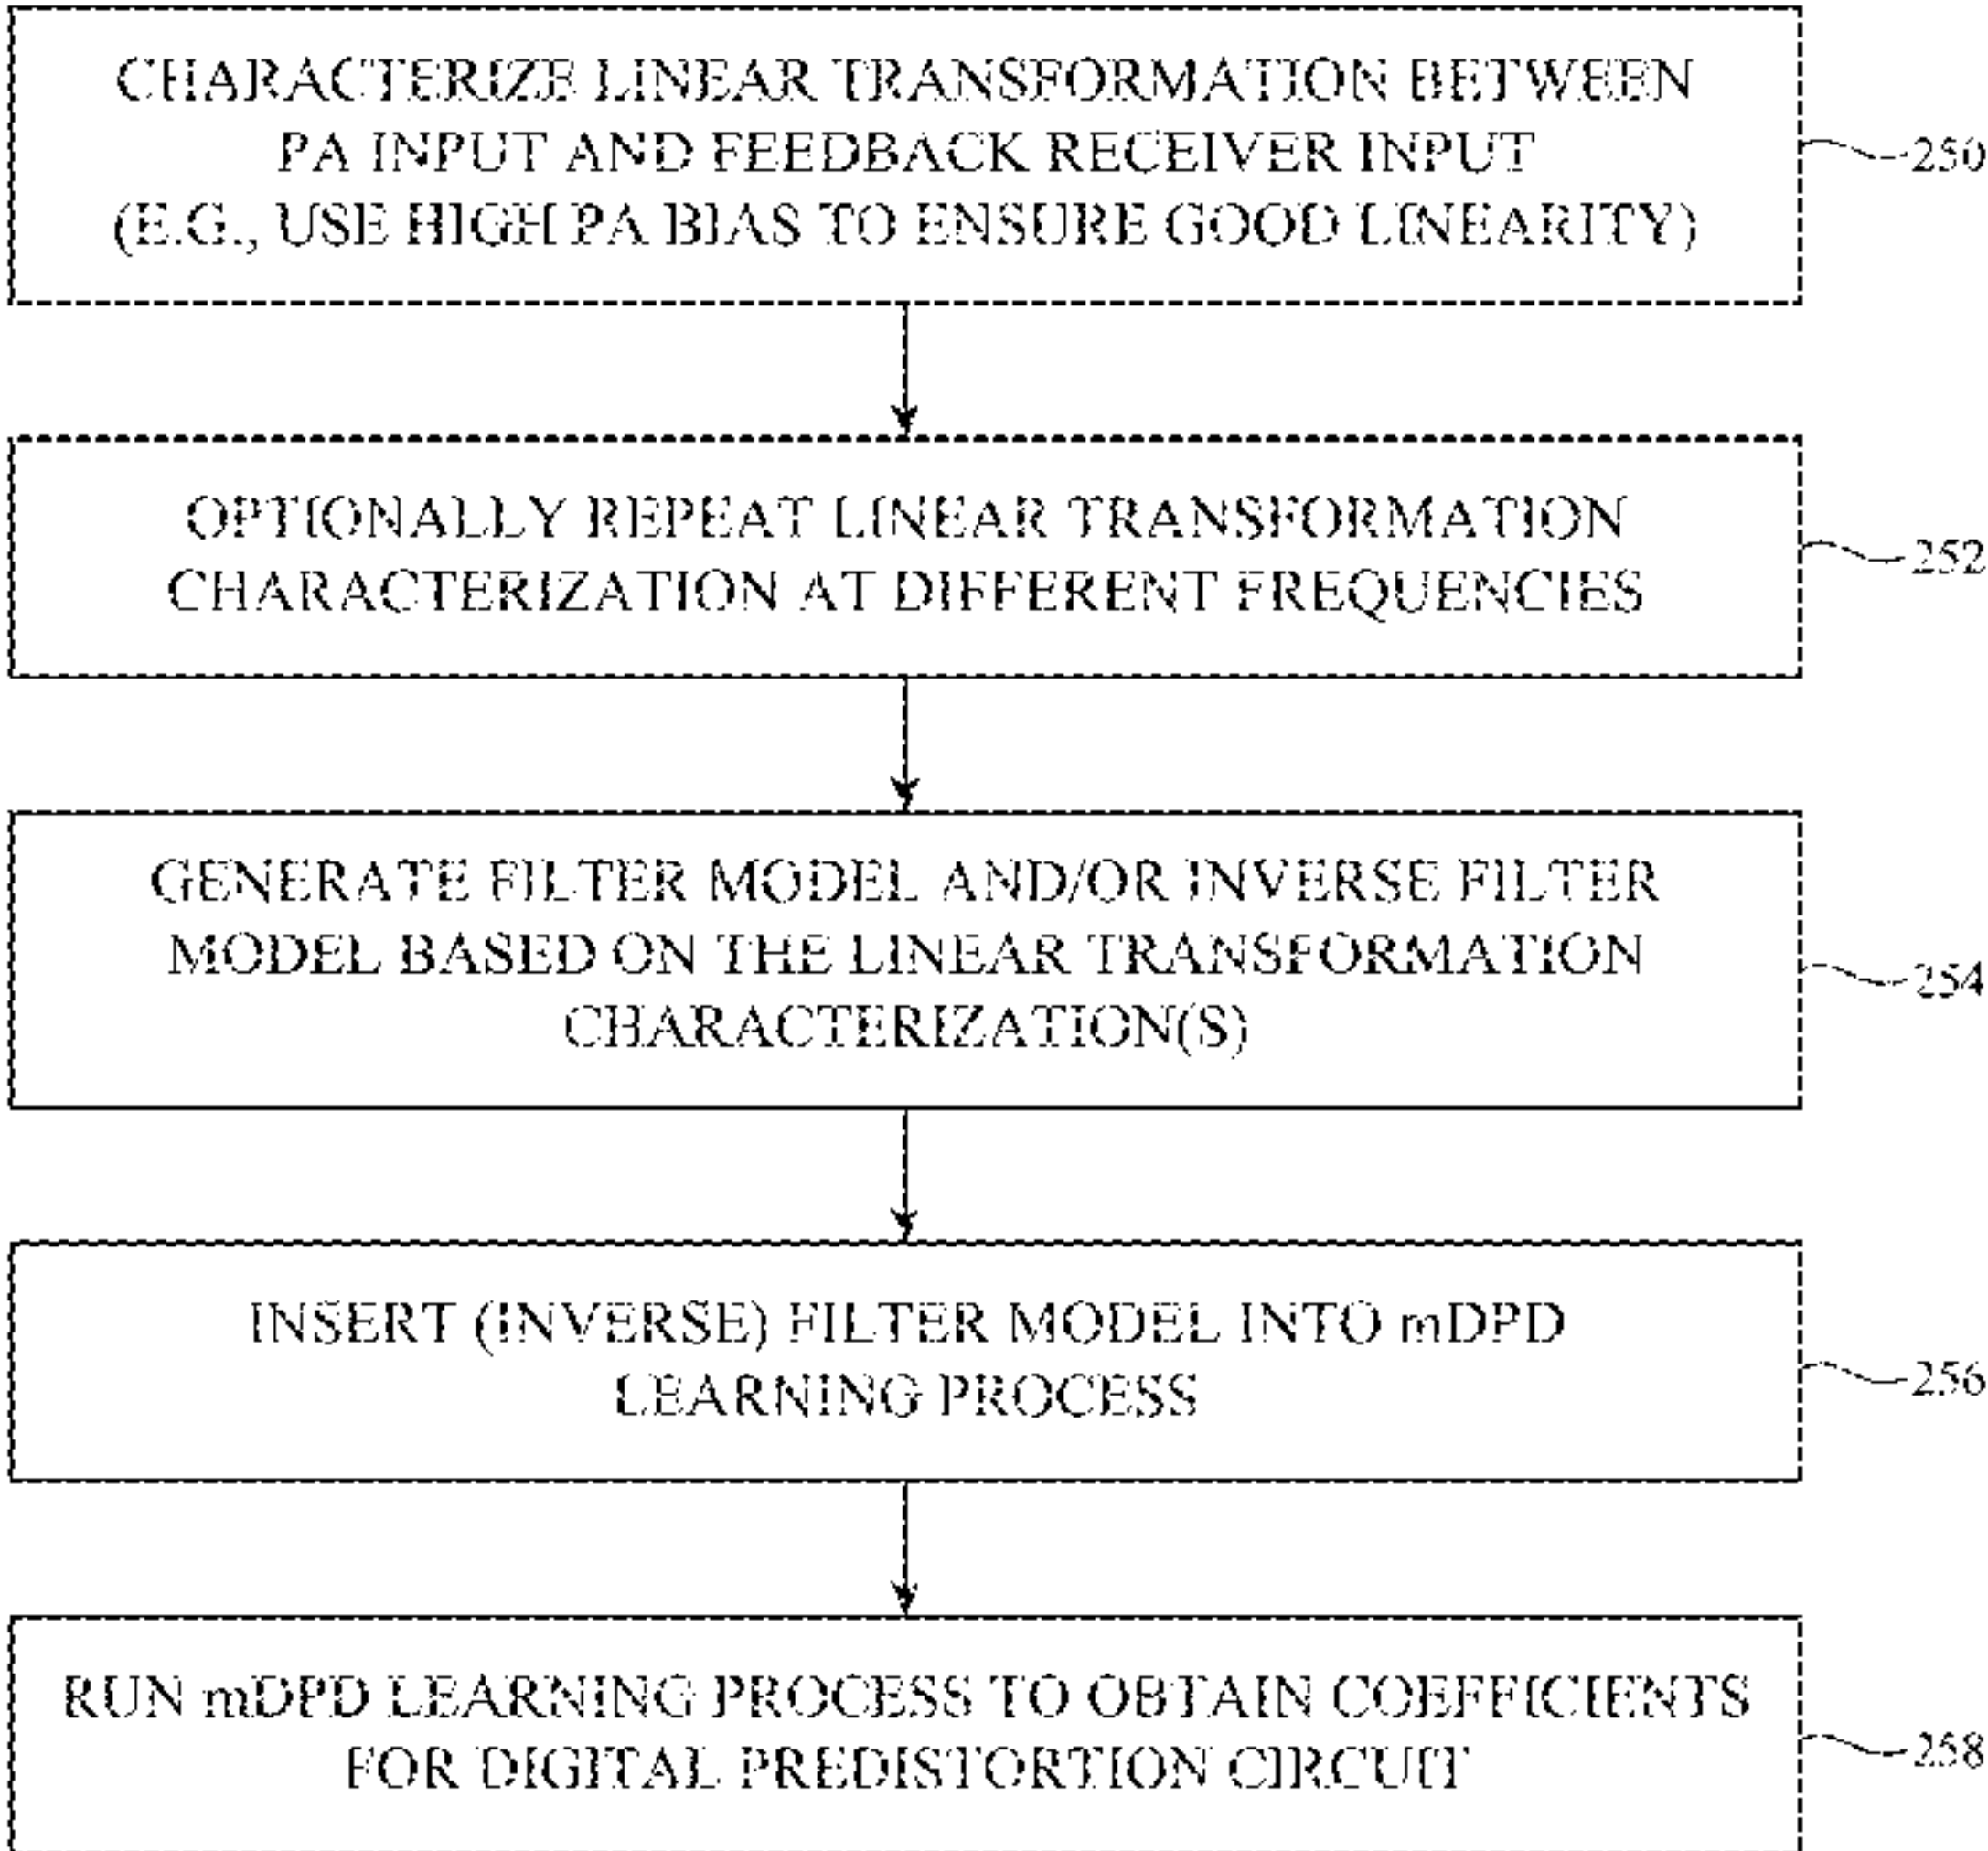 CHARACTERIZE LINEAR TRANSFORMATION BETWEEN
PA INPUT AND FEEDBACK RECEIVER INPUT
(E.G., USE HIGH PA BIAS TO ENSURE GOOD LINEARITY)
250
OPTIONALLY REPEAT LINEAR TRANSFORMATION
CHARACTERIZATION AT DIFFERENT FREQUENCIES
252
GENERATE FILTER MODEL AND/OR INVERSE FILTER
MODEL BASED ON THE LINEAR TRANSFORMATION
CHARACTERIZATION(S)
254
INSERT (INVERSE) FILTER MODEL INTO mDPD
LEARNING PROCESS
256
RUN mDPD LEARNING PROCESS TO OBTAIN COEFFICIENTS
FOR DIGITAL PREDISTORTION CIRCUIT
258